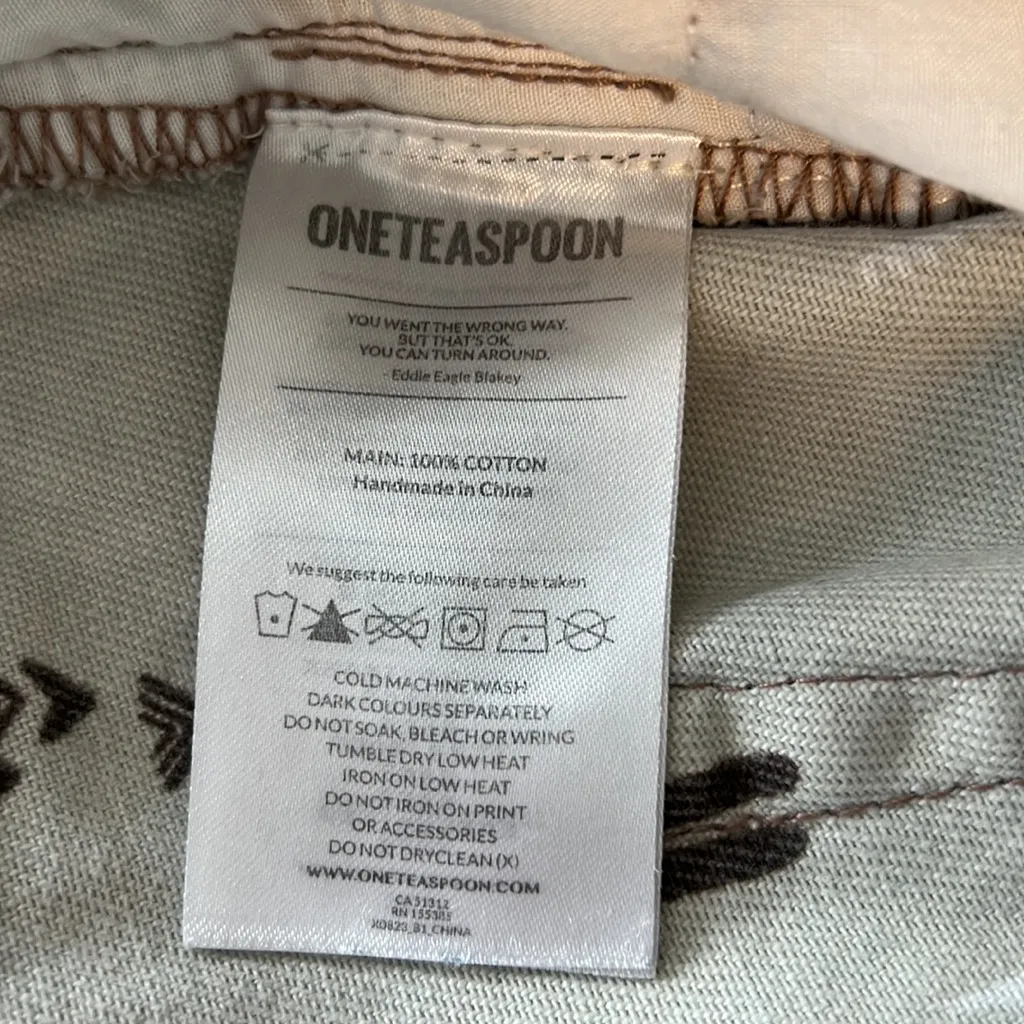 ONETEASPOON
YOU WENT THE WRONG WAY.
BUT THAT'S OK,
YOU CAN TURN AROUND.
- Eddie Eagle Blakey
MAIN: 100% COTTON
Handmade in China
We suggest the following care be taken
COLD MACHINE WASH
DARK COLOURS SEPARATELY
DO NOT SOAK, BLEACH OR WRING
TUMBLE DRY LOW HEAT
IRON ON LOW HEAT
DO NOT IRON ON PRINT
OR ACCESSORIES
DO NOT DRYCLEAN (X)
WWW.ONETEASPOON.COM
CA 51312
RN 155385
X0823_B1_CHINA